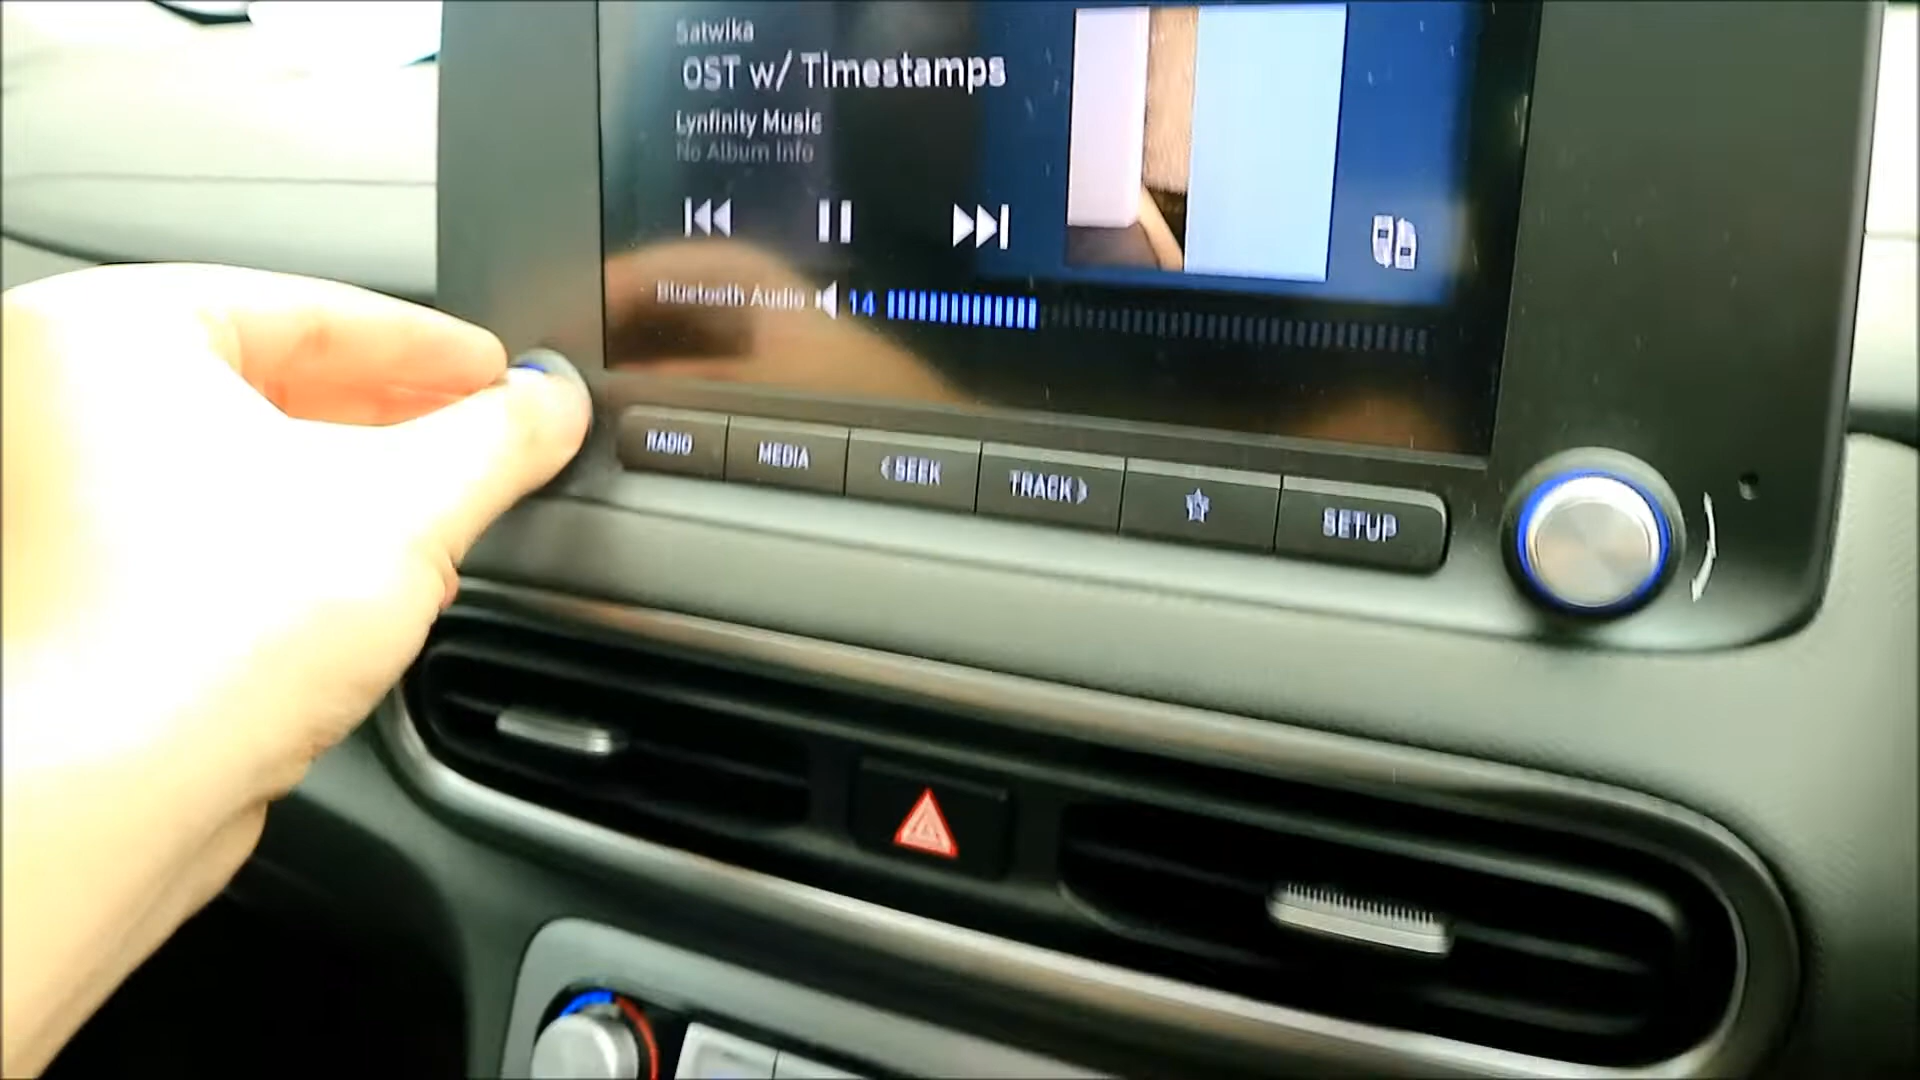 Satwika
OST w/ Timestamps
Lynfinity Music
No Album Info
Bluetooth Audio 14
RADIO MEDIA <SEEK TRACK> SETUP